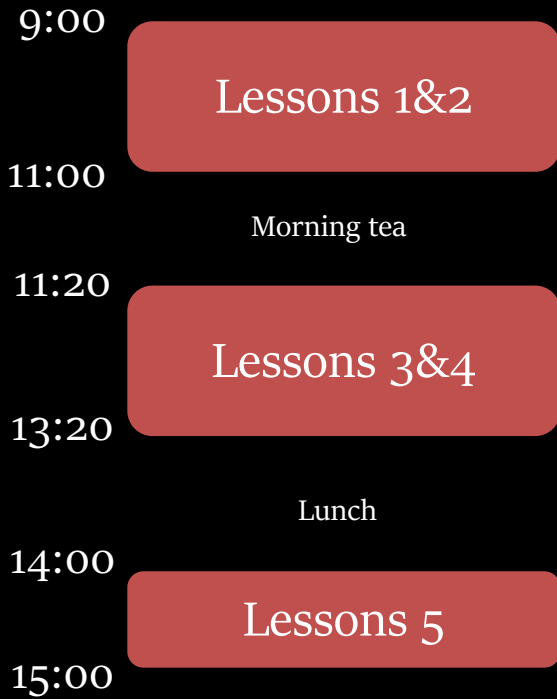 9:00
Lessons 1&2
11:00
Morning tea
11:20
Lessons 3&4
13:20
Lunch
14:00
Lessons 5
15:00